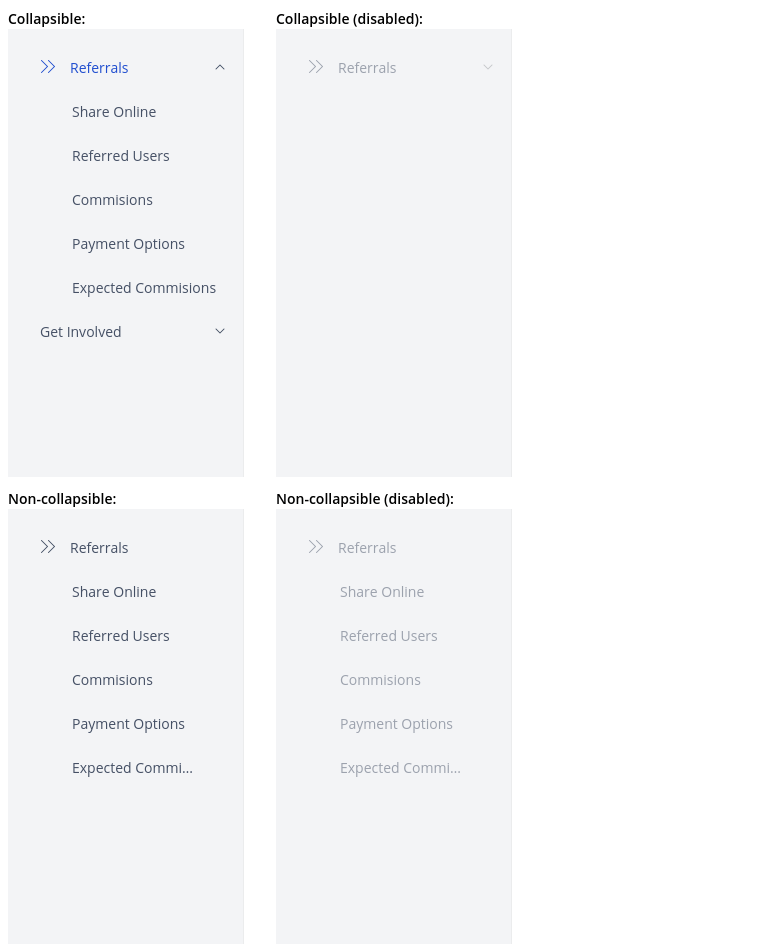 Collapsible:
Referrals
Share Online
Referred Users
Commisions
Payment Options
Expected Commisions
Get Involved
Collapsible (disabled):
Referrals
Non-collapsible:
Referrals
Share Online
Referred Users
Commisions
Payment Options
Expected Commi...
Non-collapsible (disabled):
Referrals
Share Online
Referred Users
Commisions
Payment Options
Expected Commi...